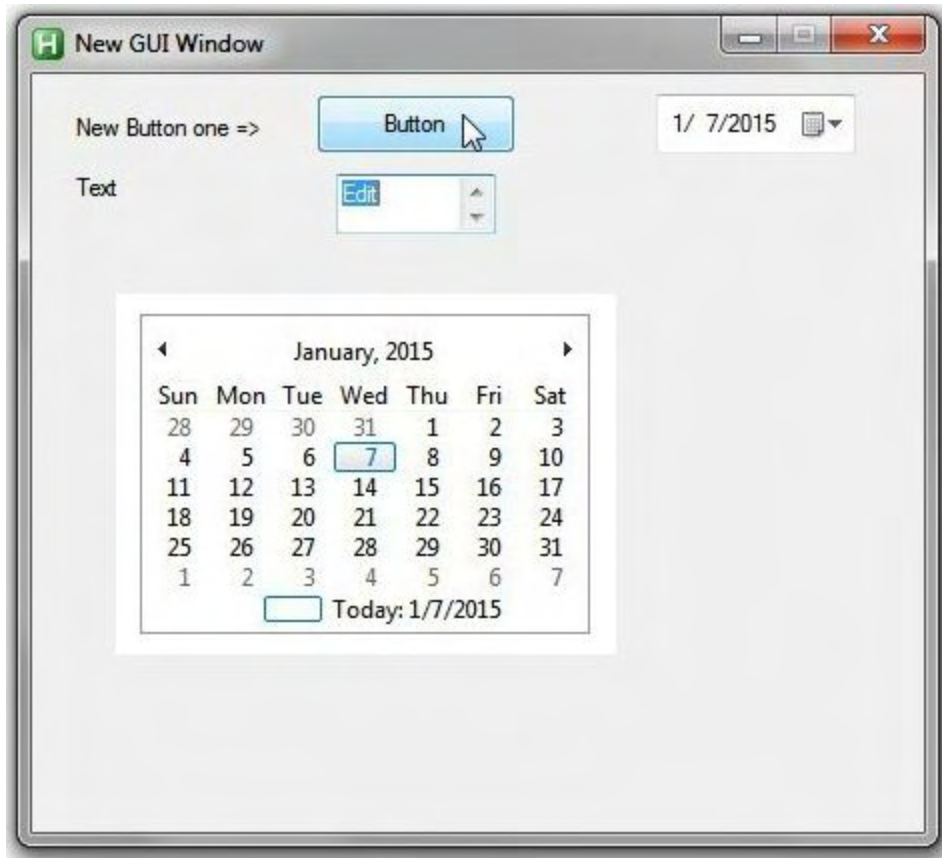 New GUI Window
New Button one => Button 1/ 7/2015
Text Edit
January, 2015
Sun Mon Tue Wed Thu Fri Sat
28 29 30 31 1 2 3
4 5 6 7 8 9 10
11 12 13 14 15 16 17
18 19 20 21 22 23 24
25 26 27 28 29 30 31
1 2 3 4 5 6 7
Today: 1/7/2015